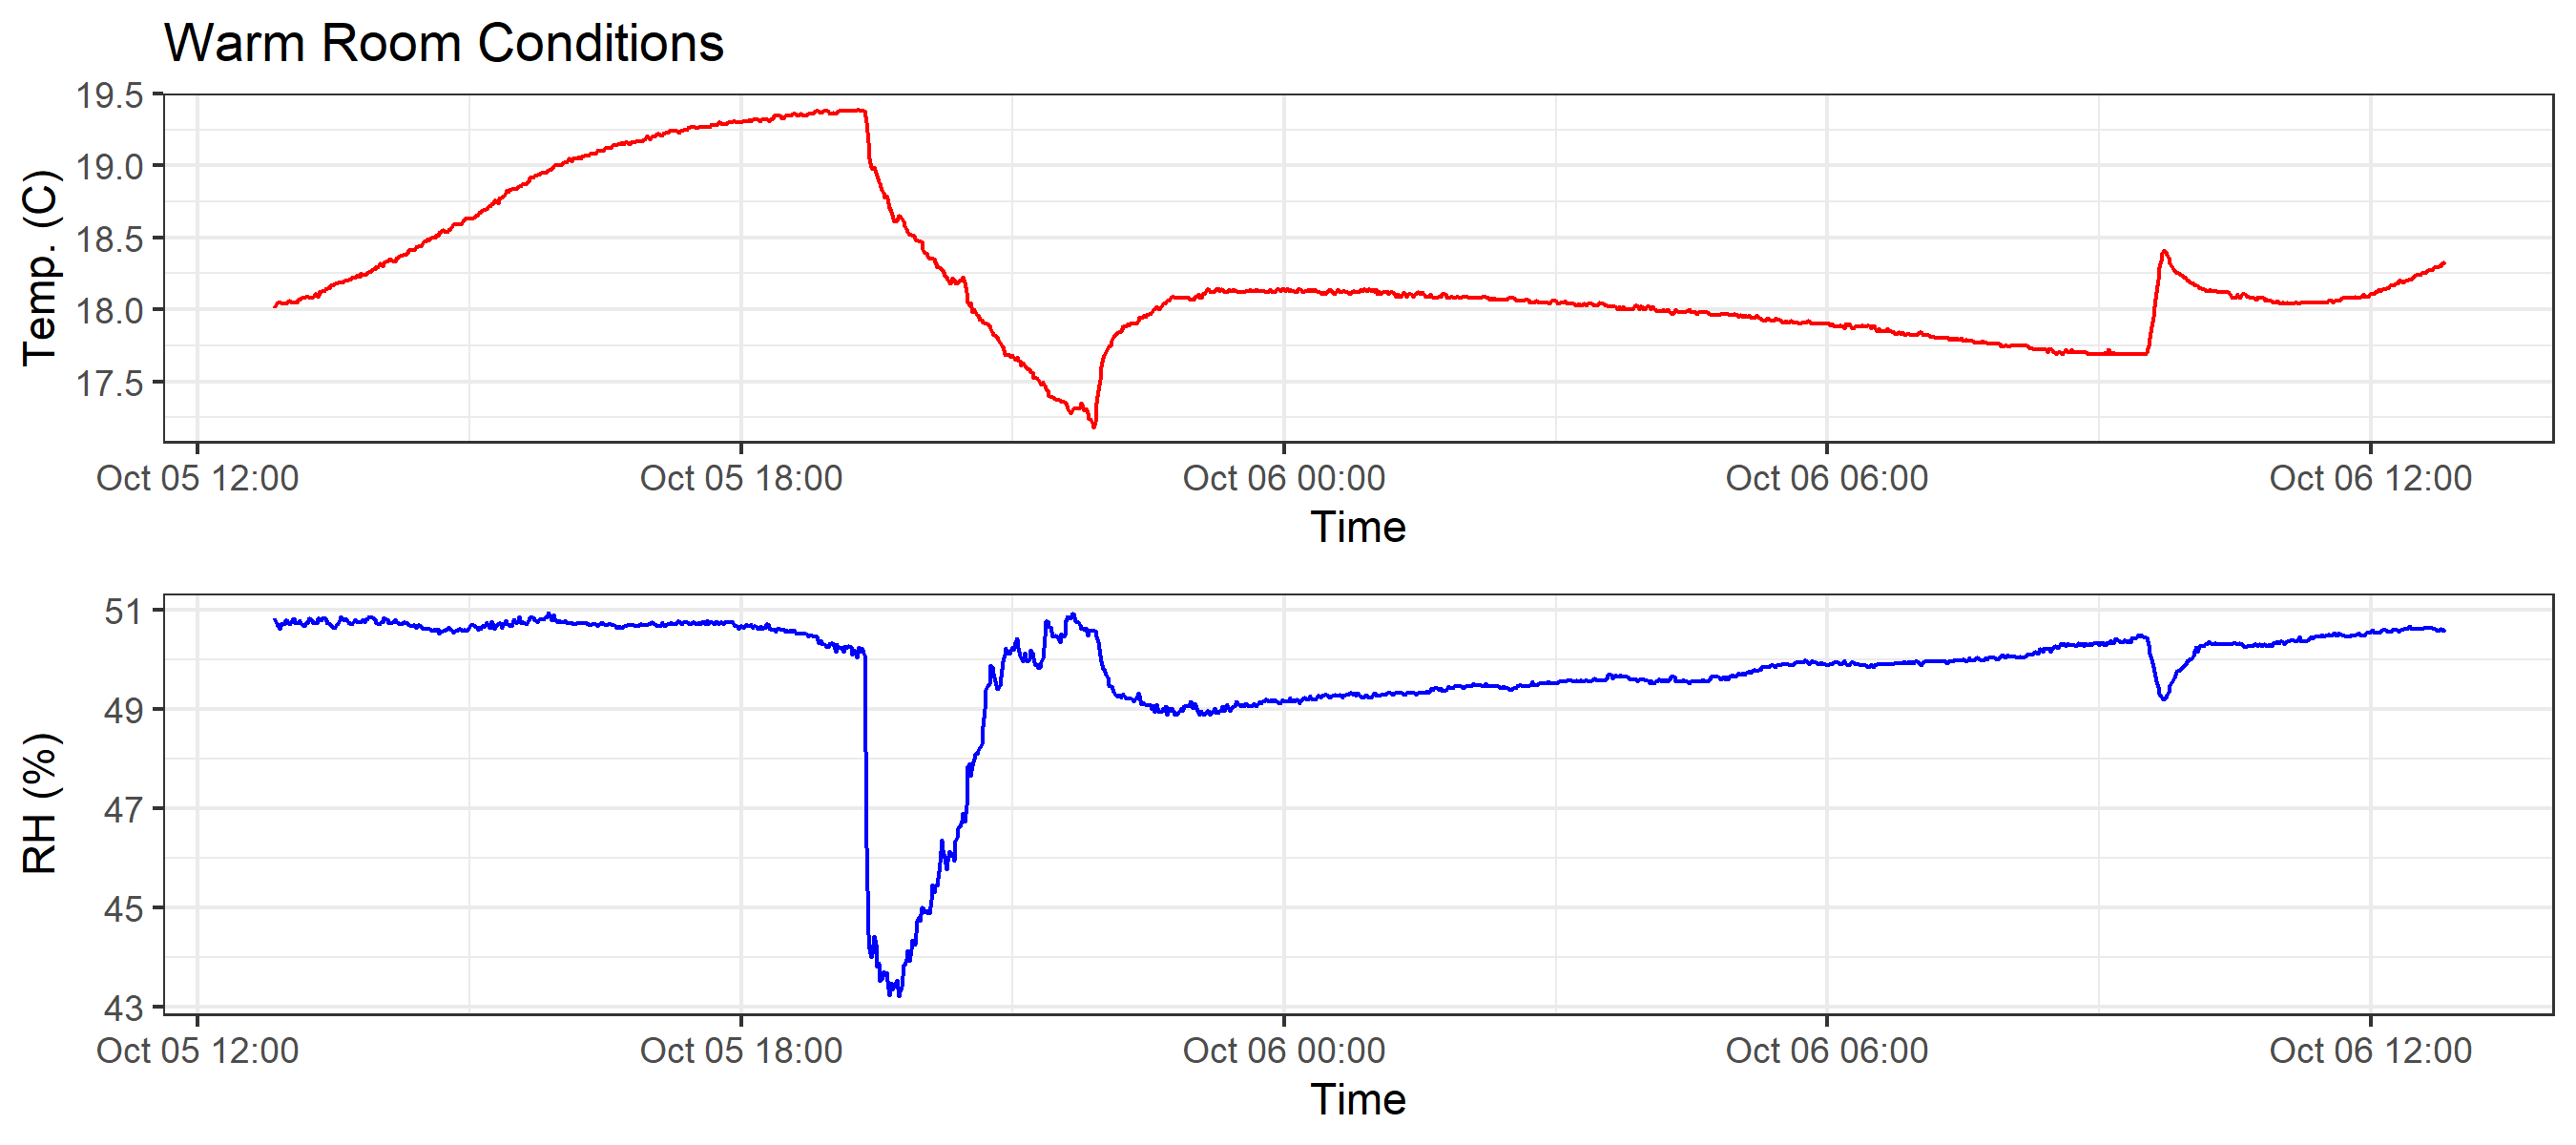 Warm Room Conditions
19.5
19.0
18.5
18.0
17.5
Temp. (C)
Oct 05 12:00 Oct 05 18:00 Oct 06 00:00 Oct 06 06:00 Oct 06 12:00
Time
51
49
47
45
43
RH (%)
Oct 05 12:00 Oct 05 18:00 Oct 06 00:00 Oct 06 06:00 Oct 06 12:00
Time